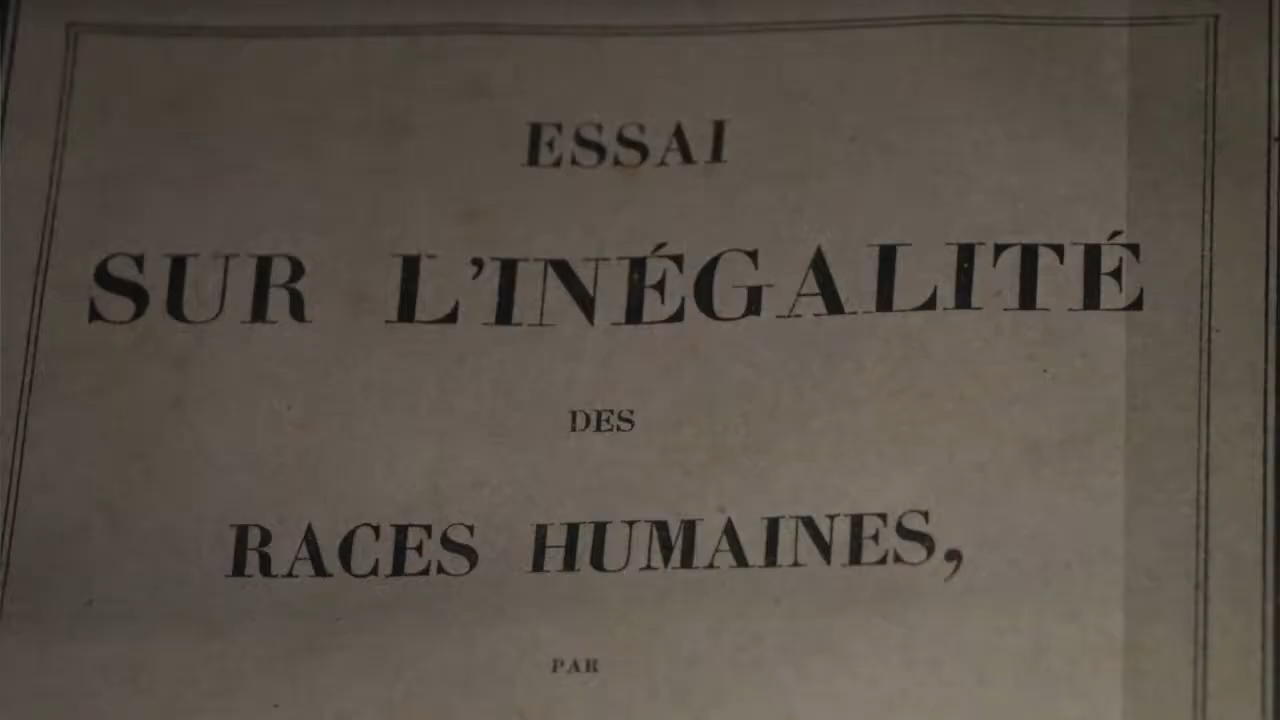 ESSAI
SUR L'INÉGALITÉ
DES
RACES HUMAINES,
PAR